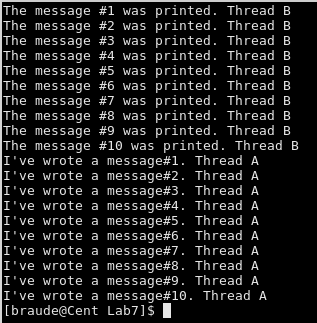 The message #1 was printed. Thread B
The message #2 was printed. Thread B
The message #3 was printed. Thread B
The message #4 was printed. Thread B
The message #5 was printed. Thread B
The message #6 was printed. Thread B
The message #7 was printed. Thread B
The message #8 was printed. Thread B
The message #9 was printed. Thread B
The message #10 was printed. Thread B
I've wrote a message#1. Thread A
I've wrote a message#2. Thread A
I've wrote a message#3. Thread A
I've wrote a message#4. Thread A
I've wrote a message#5. Thread A
I've wrote a message#6. Thread A
I've wrote a message#7. Thread A
I've wrote a message#8. Thread A
I've wrote a message#9. Thread A
I've wrote a message#10. Thread A
[braude@Cent Lab7]$